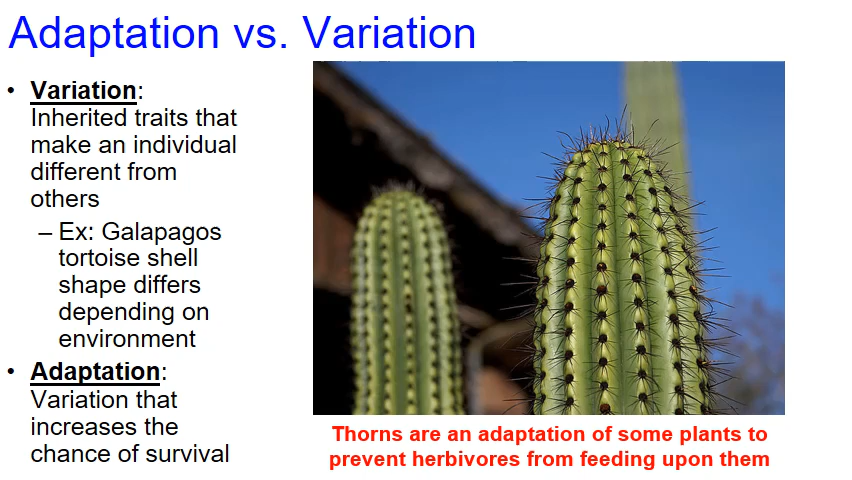 Adaptation vs. Variation
• Variation:
Inherited traits that
make an individual
different from
others
– Ex: Galapagos
tortoise shell
shape differs
depending on
environment
• Adaptation:
Variation that
increases the
chance of survival
Thorns are an adaptation of some plants to
prevent herbivores from feeding upon them